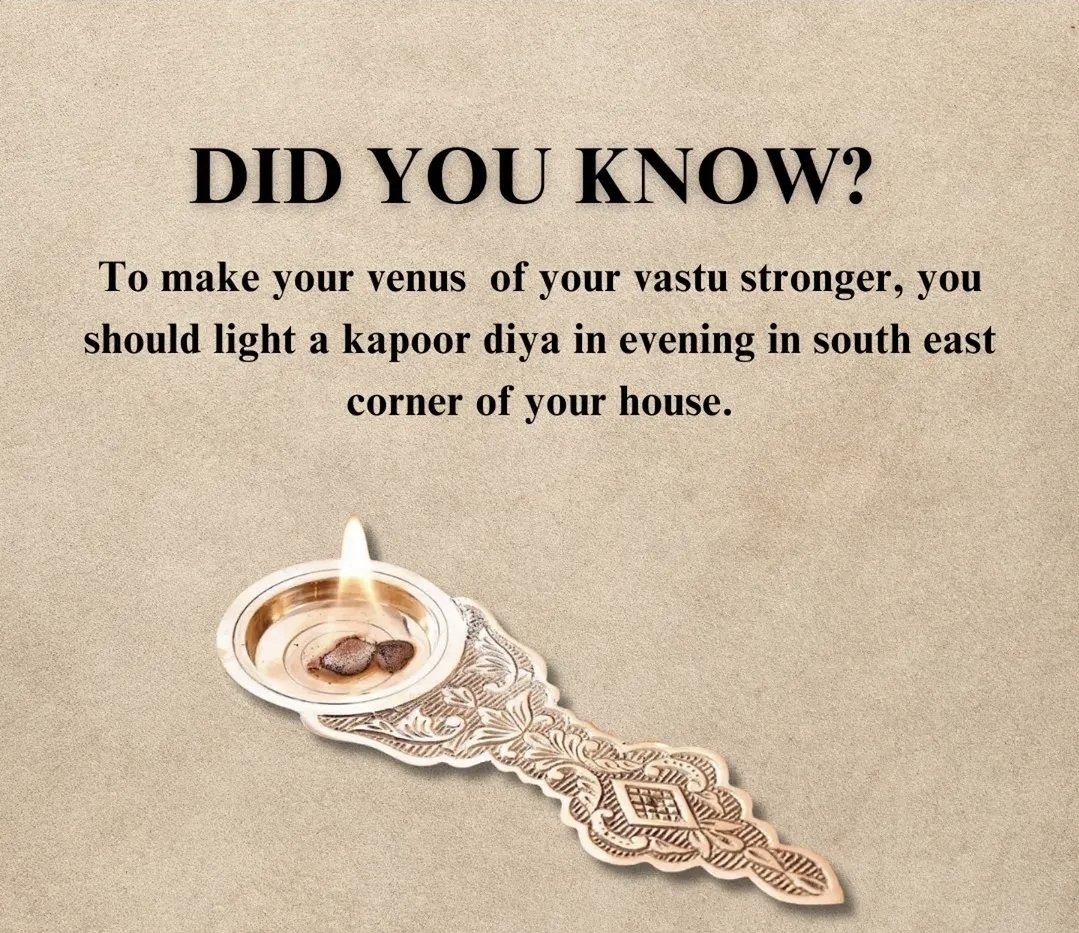 DID YOU KNOW?
To make your venus  of your vastu stronger, you
should light a kapoor diya in evening in south east
corner of your house.